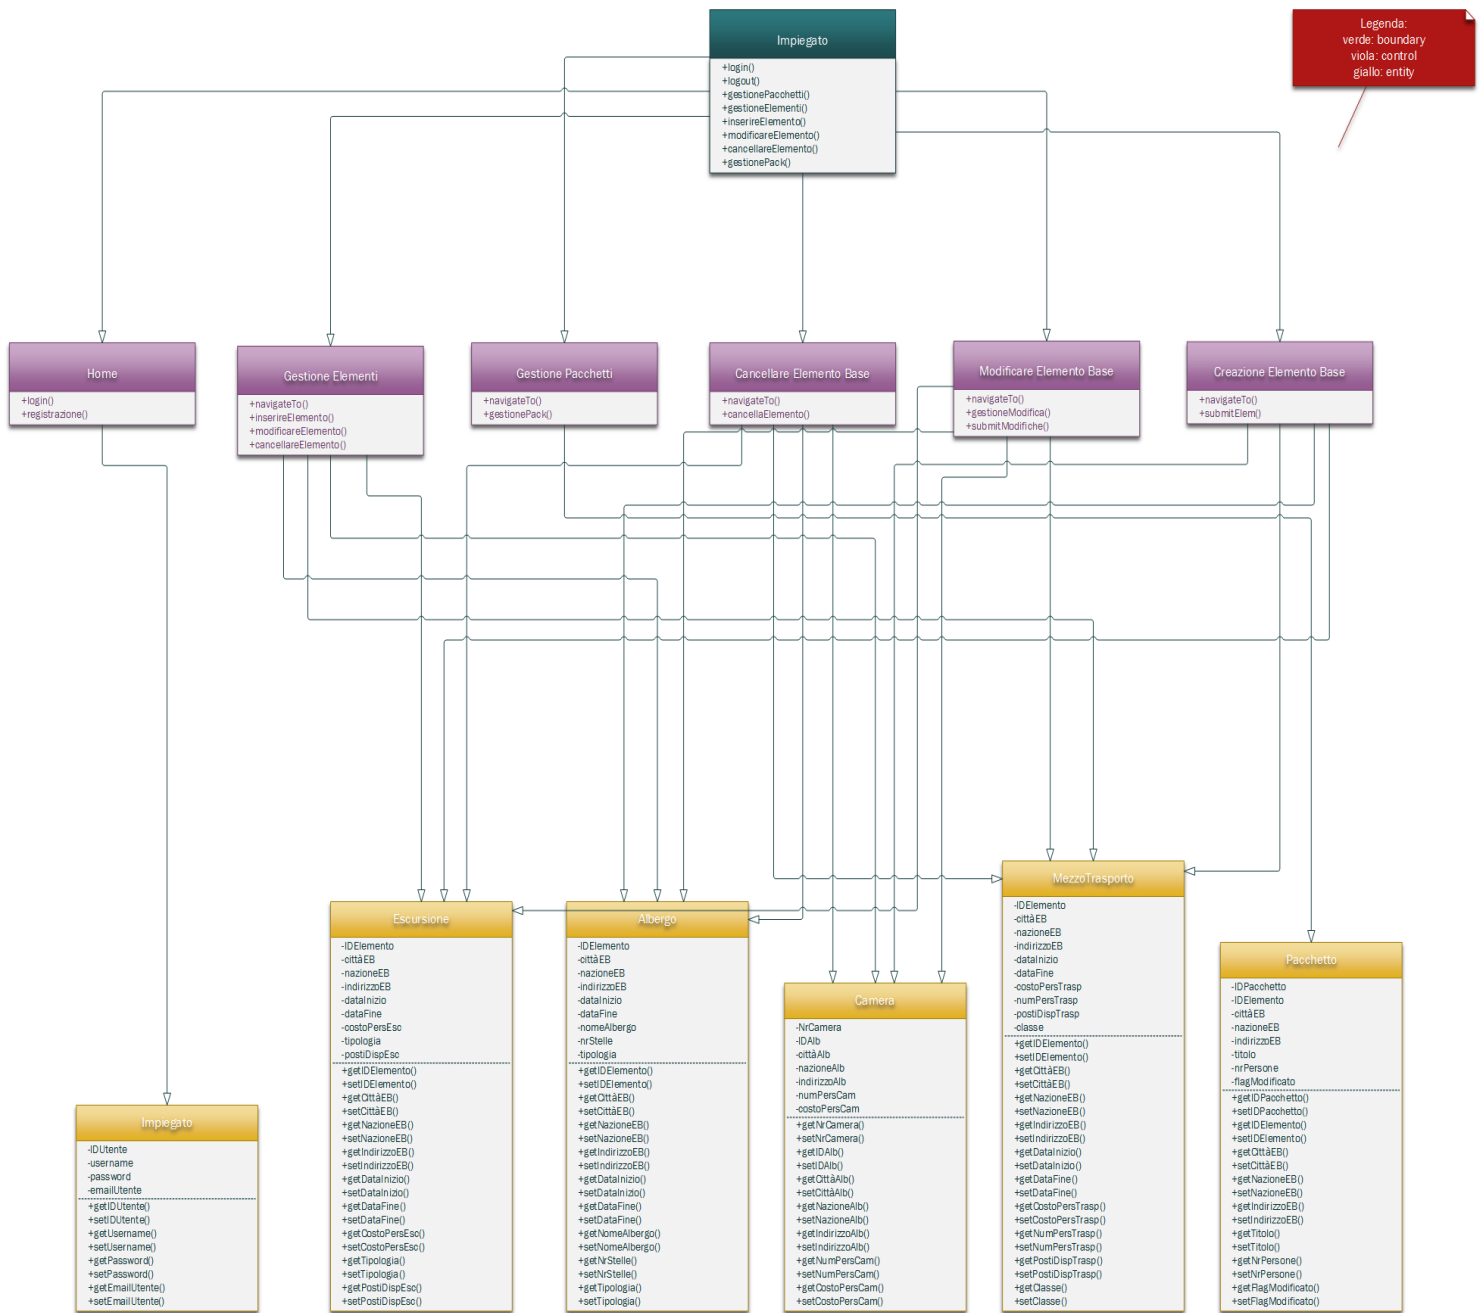 Impiegato
+login()
+logout()
+gestionePacchetti()
+gestioneElementi()
+inserireElemento()
+modificareElemento()
+cancellareElemento()
+gestionePack()
Legenda:
verde: boundary
viola: control
giallo: entity
Home
+login()
+registrazione()
Gestione Elementi
+navigateTo()
+inserireElemento()
+modificareElemento()
+cancellareElemento()
Gestione Pacchetti
+navigateTo()
+gestionePack()
Cancellare Elemento Base
+navigateTo()
+cancellaElemento()
Modificare Elemento Base
+navigateTo()
+gestioneModifica()
+submitModifiche()
Creazione Elemento Base
+navigateTo()
+submitElem()
Impiegato
-IDUtente
-username
-password
-emailUtente
+getIDUtente()
+setIDUtente()
+getUsername()
+setUsername()
+getPassword()
+setPassword()
+getEmailUtente()
+setEmailUtente()
Escursione
-IDElemento
-cittàEB
-nazioneEB
-indirizzoEB
-dataInizio
-dataFine
-costoPersEsc
-tipologia
-postiDispEsc
+getIDElemento()
+setIDElemento()
+getCittàEB()
+setCittàEB()
+getNazioneEB()
+setNazioneEB()
+getIndirizzoEB()
+setIndirizzoEB()
+getDataInizio()
+setDataInizio()
+getDataFine()
+setDataFine()
+getCostoPersEsc()
+setCostoPersEsc()
+getTipologia()
+setTipologia()
+getPostiDispEsc()
+setPostiDispEsc()
Albergo
-IDElemento
-cittàEB
-nazioneEB
-indirizzoEB
-dataInizio
-dataFine
-nomeAlbergo
-nrStelle
-tipologia
+getIDElemento()
+setIDElemento()
+getCittàEB()
+setCittàEB()
+getNazioneEB()
+setNazioneEB()
+getIndirizzoEB()
+setIndirizzoEB()
+getDataInizio()
+setDataInizio()
+getDataFine()
+setDataFine()
+getNomeAlbergo()
+setNomeAlbergo()
+getNrStelle()
+setNrStelle()
+getTipologia()
+setTipologia()
Camera
-NrCamera
-IDAlb
-cittàAlb
-nazioneAlb
-indirizzoAlb
-numPersCam
-costoPersCam
+getNrCamera()
+setNrCamera()
+getIDAlb()
+setIDAlb()
+getCittàAlb()
+setCittàAlb()
+getNazioneAlb()
+setNazioneAlb()
+getIndirizzoAlb()
+setIndirizzoAlb()
+getNumPersCam()
+setNumPersCam()
+getCostoPersCam()
+setCostoPersCam()
MezzoTrasporto
-IDElemento
-cittàEB
-nazioneEB
-indirizzoEB
-dataInizio
-dataFine
-costoPersTrasp
-numPersTrasp
-postiDispTrasp
-classe
+getIDElemento()
+setIDElemento()
+getCittàEB()
+setCittàEB()
+getNazioneEB()
+setNazioneEB()
+getIndirizzoEB()
+setIndirizzoEB()
+getDataInizio()
+setDataInizio()
+getDataFine()
+setDataFine()
+getCostoPersTrasp()
+setCostoPersTrasp()
+getNumPersTrasp()
+setNumPersTrasp()
+getPostiDispTrasp()
+setPostiDispTrasp()
+getClasse()
+setClasse()
Pacchetto
-IDPacchetto
-IDElemento
-cittàEB
-nazioneEB
-indirizzoEB
-titolo
-nrPersone
-flagModificato
+getIDPacchetto()
+setIDPacchetto()
+getIDElemento()
+setIDElemento()
+getCittàEB()
+setCittàEB()
+getNazioneEB()
+setNazioneEB()
+getIndirizzoEB()
+setIndirizzoEB()
+getTitolo()
+setTitolo()
+getNrPersone()
+setNrPersone()
+getFlagModificato()
+setFlagModificato()